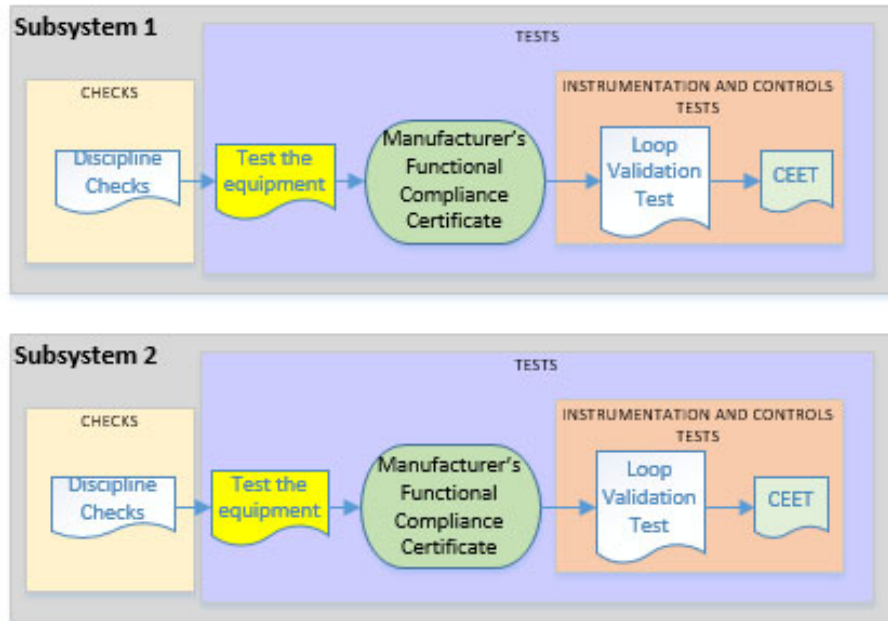 Subsystem 1
TESTS
CHECKS
INSTRUMENTATION AND CONTROLS
TESTS
Discipline
Checks
Test the
equipment
Manufacturer's
Functional
Compliance
Certificate
Loop
Validation
Test
CEET
Subsystem 2
TESTS
CHECKS
INSTRUMENTATION AND CONTROLS
TESTS
Discipline
Checks
Test the
equipment
Manufacturer's
Functional
Compliance
Certificate
Loop
Validation
Test
CEET